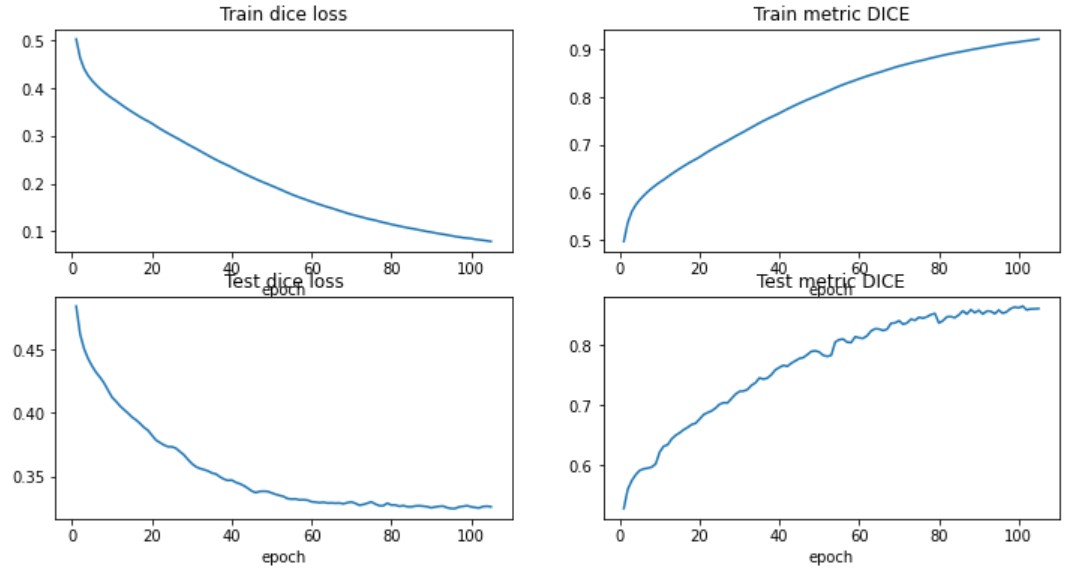 Train dice loss
0.5
0.4
0.3
0.2
0.1
0 20 40 60 80 100
epoch
Train metric DICE
0.9
0.8
0.7
0.6
0.5
0 20 40 60 80 100
epoch
Test dice loss
0.45
0.40
0.35
0 20 40 60 80 100
epoch
Test metric DICE
0.8
0.7
0.6
0 20 40 60 80 100
epoch